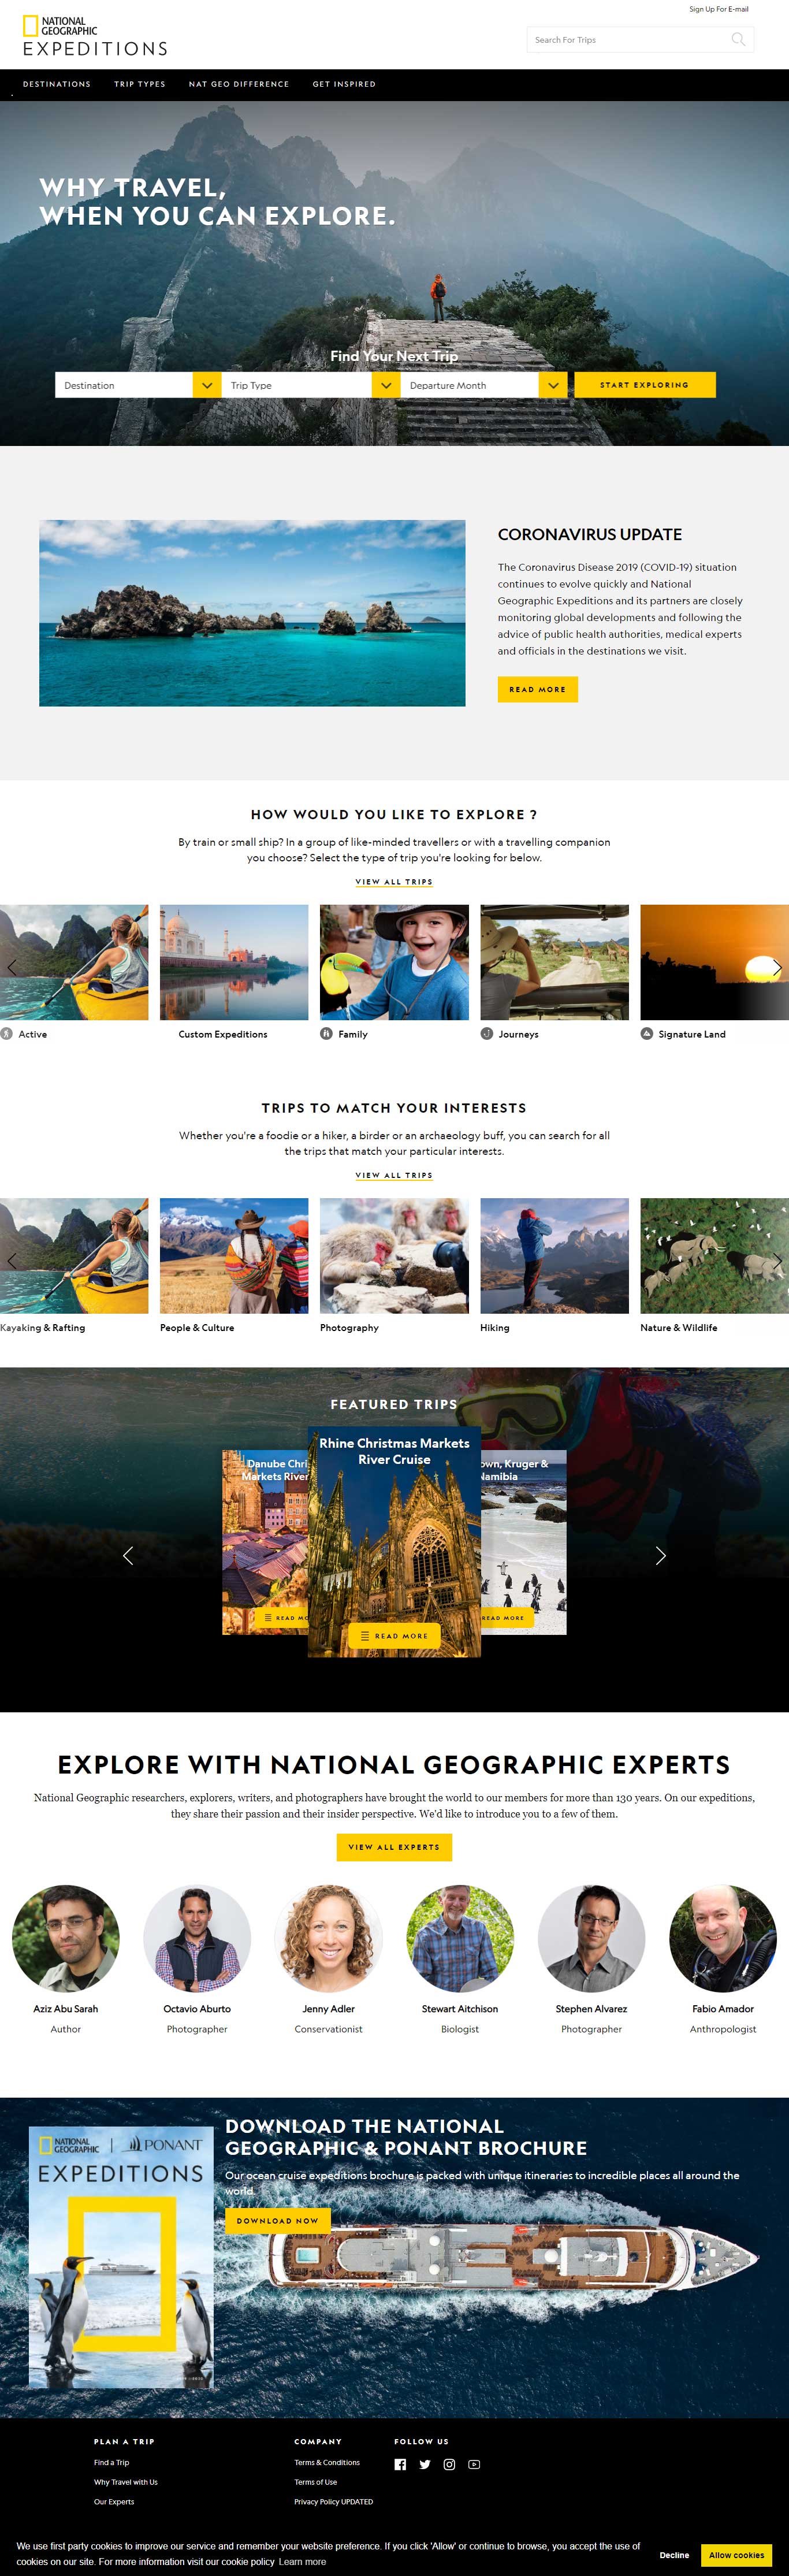 Sign Up For E-mail
NATIONAL
GEOGRAPHIC
EXPEDITIONS
Search For Trips
DESTINATIONS TRIP TYPES NAT GEO DIFFERENCE GET INSPIRED
WHY TRAVEL,
WHEN YOU CAN EXPLORE.
Find Your Next Trip
Destination Trip Type Departure Month START EXPLORING
CORONAVIRUS UPDATE
The Coronavirus Disease 2019 (COVID-19) situation
continues to evolve quickly and National
Geographic Expeditions and its partners are closely
monitoring global developments and following the
advice of public health authorities, medical experts
and officials in the destinations we visit.
READ MORE
HOW WOULD YOU LIKE TO EXPLORE ?
By train or small ship? In a group of like-minded travellers or with a travelling companion
you choose? Select the type of trip you're looking for below.
VIEW ALL TRIPS
Active Custom Expeditions Family Journeys Signature Land
TRIPS TO MATCH YOUR INTERESTS
Whether you're a foodie or a hiker, a birder or an archaeology buff, you can search for all
the trips that match your particular interests.
VIEW ALL TRIPS
Kayaking & Rafting People & Culture Photography Hiking Nature & Wildlife
FEATURED TRIPS
Rhine Christmas Markets
River Cruise
Danube Chri
Markets River
own, Kruger &
Namibia
READ MO
READ MORE
READ MORE
EXPLORE WITH NATIONAL GEOGRAPHIC EXPERTS
National Geographic researchers, explorers, writers, and photographers have brought the world to our members for more than 130 years. On our expeditions,
they share their passion and their insider perspective. We'd like to introduce you to a few of them.
VIEW ALL EXPERTS
Aziz Abu Sarah Octavio Aburto Jenny Adler Stewart Aitchison Stephen Alvarez Fabio Amador
Author Photographer Conservationist Biologist Photographer Anthropologist
NATIONAL
GEOGRAPHIC
PONANT
EXPEDITIONS
DOWNLOAD THE NATIONAL
GEOGRAPHIC & PONANT BROCHURE
Our ocean cruise expeditions brochure is packed with unique itineraries to incredible places all around the
world.
DOWNLOAD NOW
PLAN A TRIP COMPANY FOLLOW US
Find a Trip Terms & Conditions
Why Travel with Us Terms of Use
Our Experts Privacy Policy UPDATED
We use first party cookies to improve our service and remember your website preference. If you click 'Allow' or continue to browse, you accept the use of
cookies on our site. For more information visit our cookie policy Learn more
Decline Allow cookies